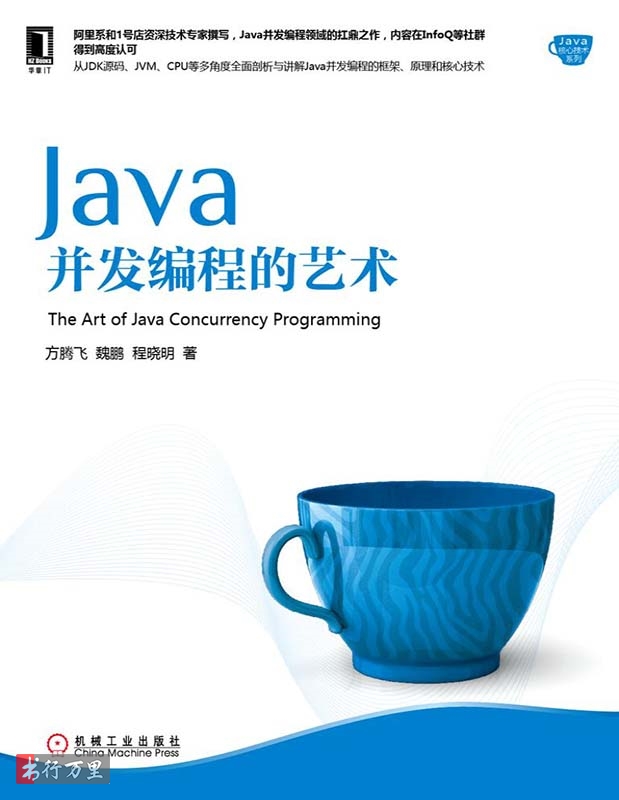 阿里系和1号店资深技术专家撰写，Java并发编程领域的扛鼎之作，内容在InfoQ等社群
得到高度认可
从JDK源码、JVM、CPU等多角度全面剖析与讲解Java并发编程的框架、原理和核心技术
HZ Books
华章IT
Java
核心技术
系列
Java
并发编程的艺术
The Art of Java Concurrency Programming
方腾飞 魏鹏 程晓明 著
机械工业出版社
China Machine Press
书行万里